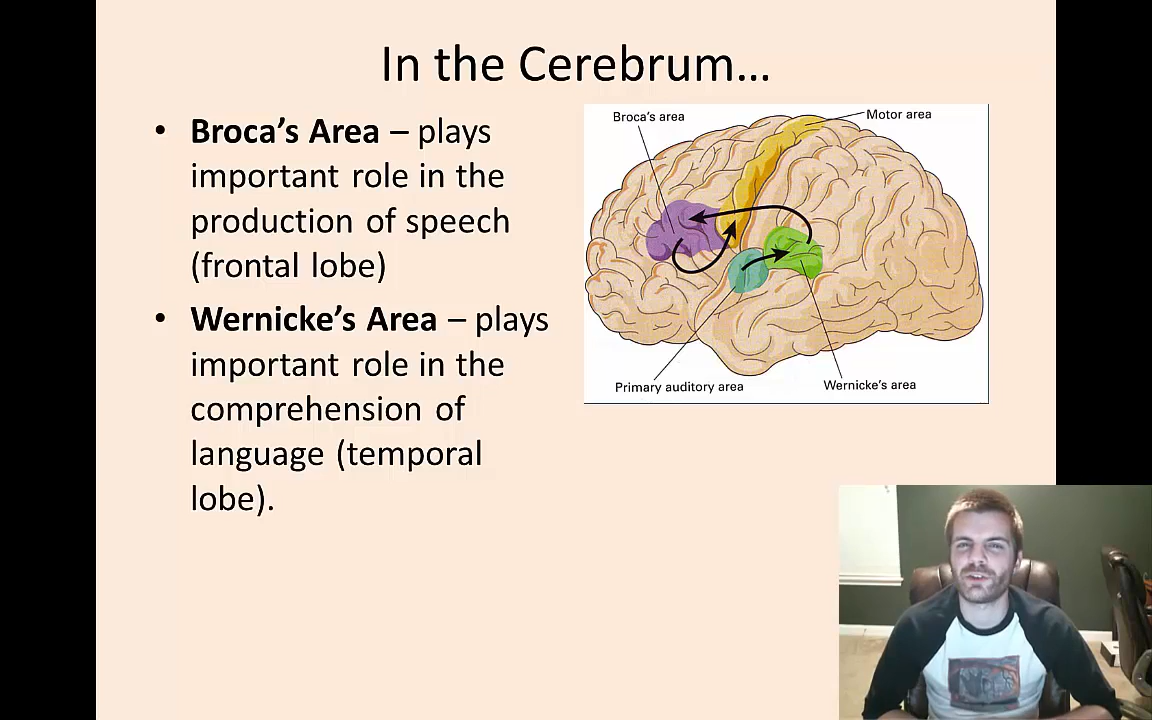 In the Cerebrum...
• Broca's Area – plays
important role in the
production of speech
(frontal lobe)
• Wernicke's Area – plays
important role in the
comprehension of
language (temporal
lobe).
Broca's area
Motor area
Primary auditory area
Wernicke's area